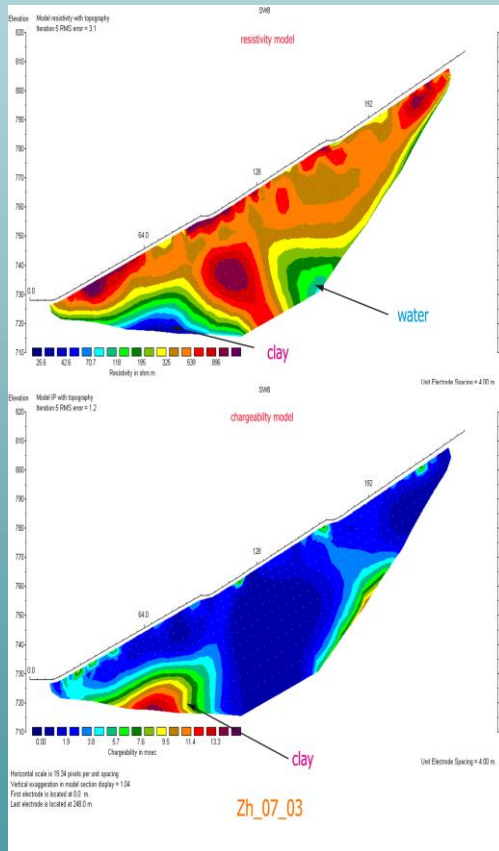 SW8
Elevation
Model resistivity with topography
Iteration 5 RMS error = 3.1
resistivity model
820
810
800
790
780
770
760
750
740
730
720
710
192
128
64.0
0.0
water
clay
25.6 42.6 70.7 118 195 325 539 896
Resistivity in ohm.m
Unit Electrode Spacing = 4.00 m.
SW8
Elevation
Model IP with topography
Iteration 5 RMS error = 1.2
chargeabilty model
820
810
800
790
780
770
760
750
740
730
720
710
192
128
64.0
0.0
0.00 1.9 3.8 5.7 7.6 9.5 11.4 13.3
Chargeability in msec
clay
Unit Electrode Spacing = 4.00 m.
Horizontal scale is 19.34 pixels per unit spacing
Vertical exaggeration in model section display = 1.04
First electrode is located at 0.0 m.
Last electrode is located at 248.0 m.
Zh_07_03